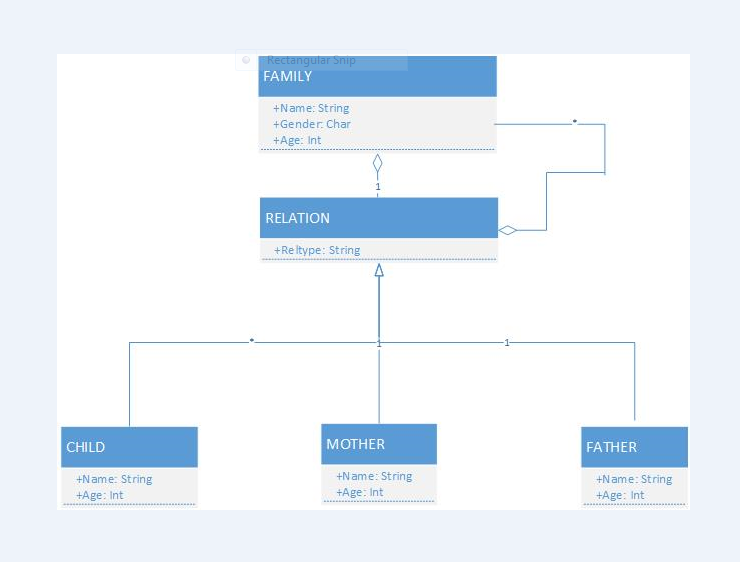 Rectangular Snip
FAMILY
+Name: String
+Gender: Char
+Age: Int
*
1
RELATION
+Reltype: String
*
1
1
CHILD
+Name: String
+Age: Int
MOTHER
+Name: String
+Age: Int
FATHER
+Name: String
+Age: Int